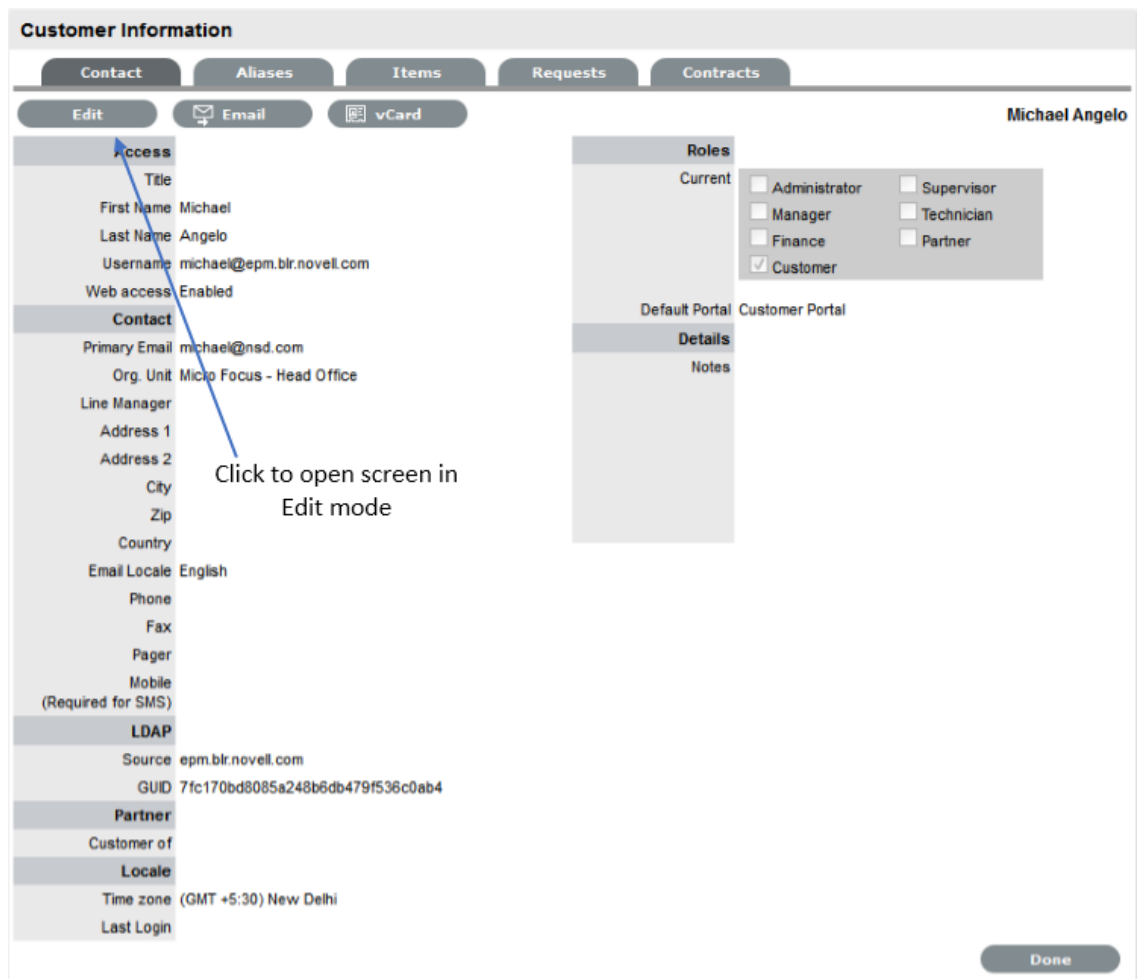 Customer Information
Contact Aliases Items Requests Contracts
Edit Email vCard Michael Angelo
Access
Title
First Name Michael
Last Name Angelo
Username michael@epm.blr.novell.com
Web access Enabled
Contact
Primary Email michael@nsd.com
Org. Unit Micro Focus - Head Office
Line Manager
Address 1
Address 2
City
Zip
Country
Email Locale English
Phone
Fax
Pager
Mobile
(Required for SMS)
LDAP
Source epm.blr.novell.com
GUID 7fc170bd8085a248b6db479f536c0ab4
Partner
Customer of
Locale
Time zone (GMT +5:30) New Delhi
Last Login
Click to open screen in
Edit mode
Roles
Current
Administrator Supervisor
Manager Technician
Finance Partner
Customer
Default Portal Customer Portal
Details
Notes
Done